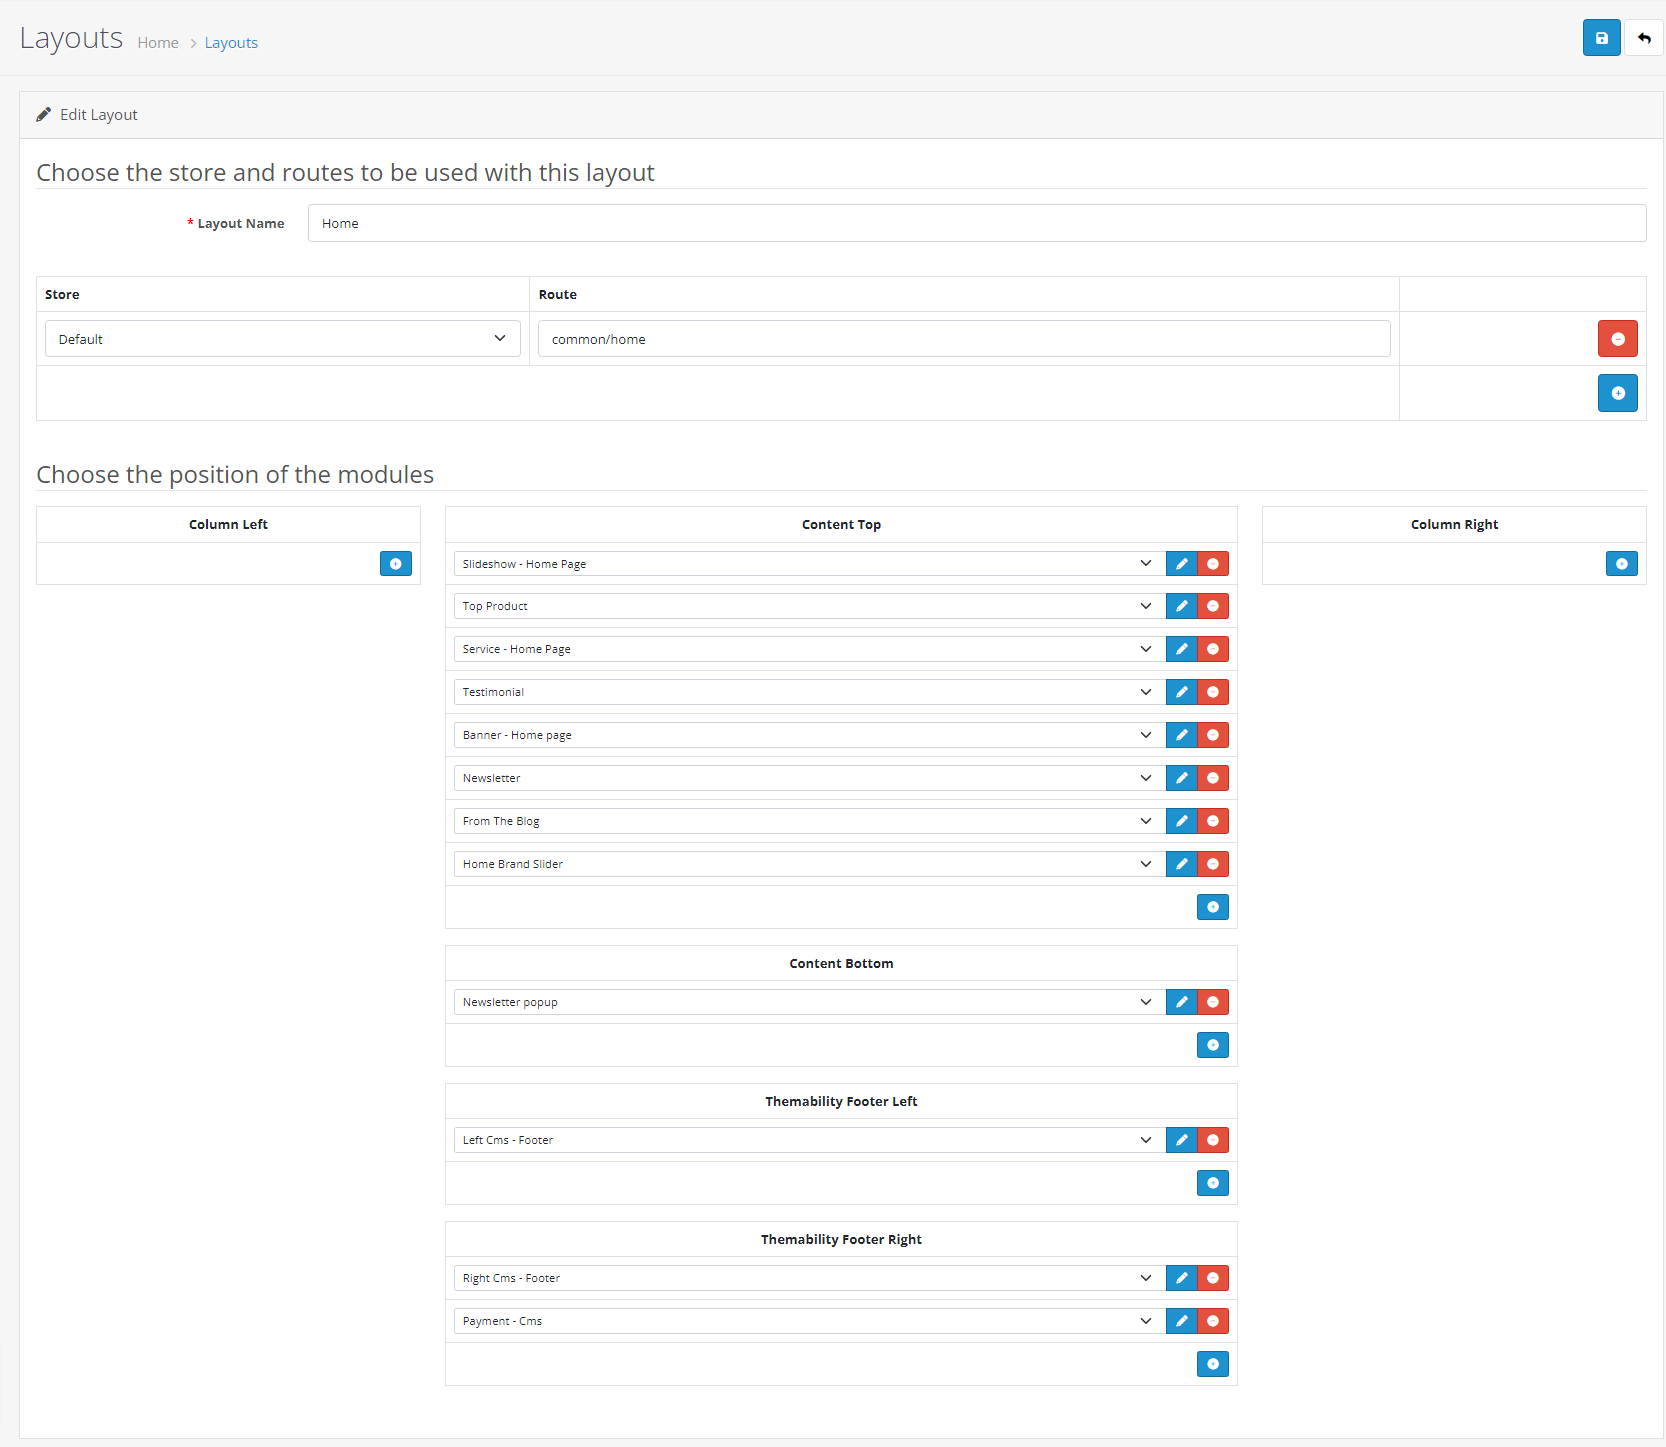 Layouts Home > Layouts
Edit Layout
Choose the store and routes to be used with this layout
* Layout Name Home
Store Route
Default common/home
Choose the position of the modules
Column Left Content Top Column Right
Slideshow - Home Page
Top Product
Service - Home Page
Testimonial
Banner - Home page
Newsletter
From The Blog
Home Brand Slider
Content Bottom
Newsletter popup
Themability Footer Left
Left Cms - Footer
Themability Footer Right
Right Cms - Footer
Payment - Cms